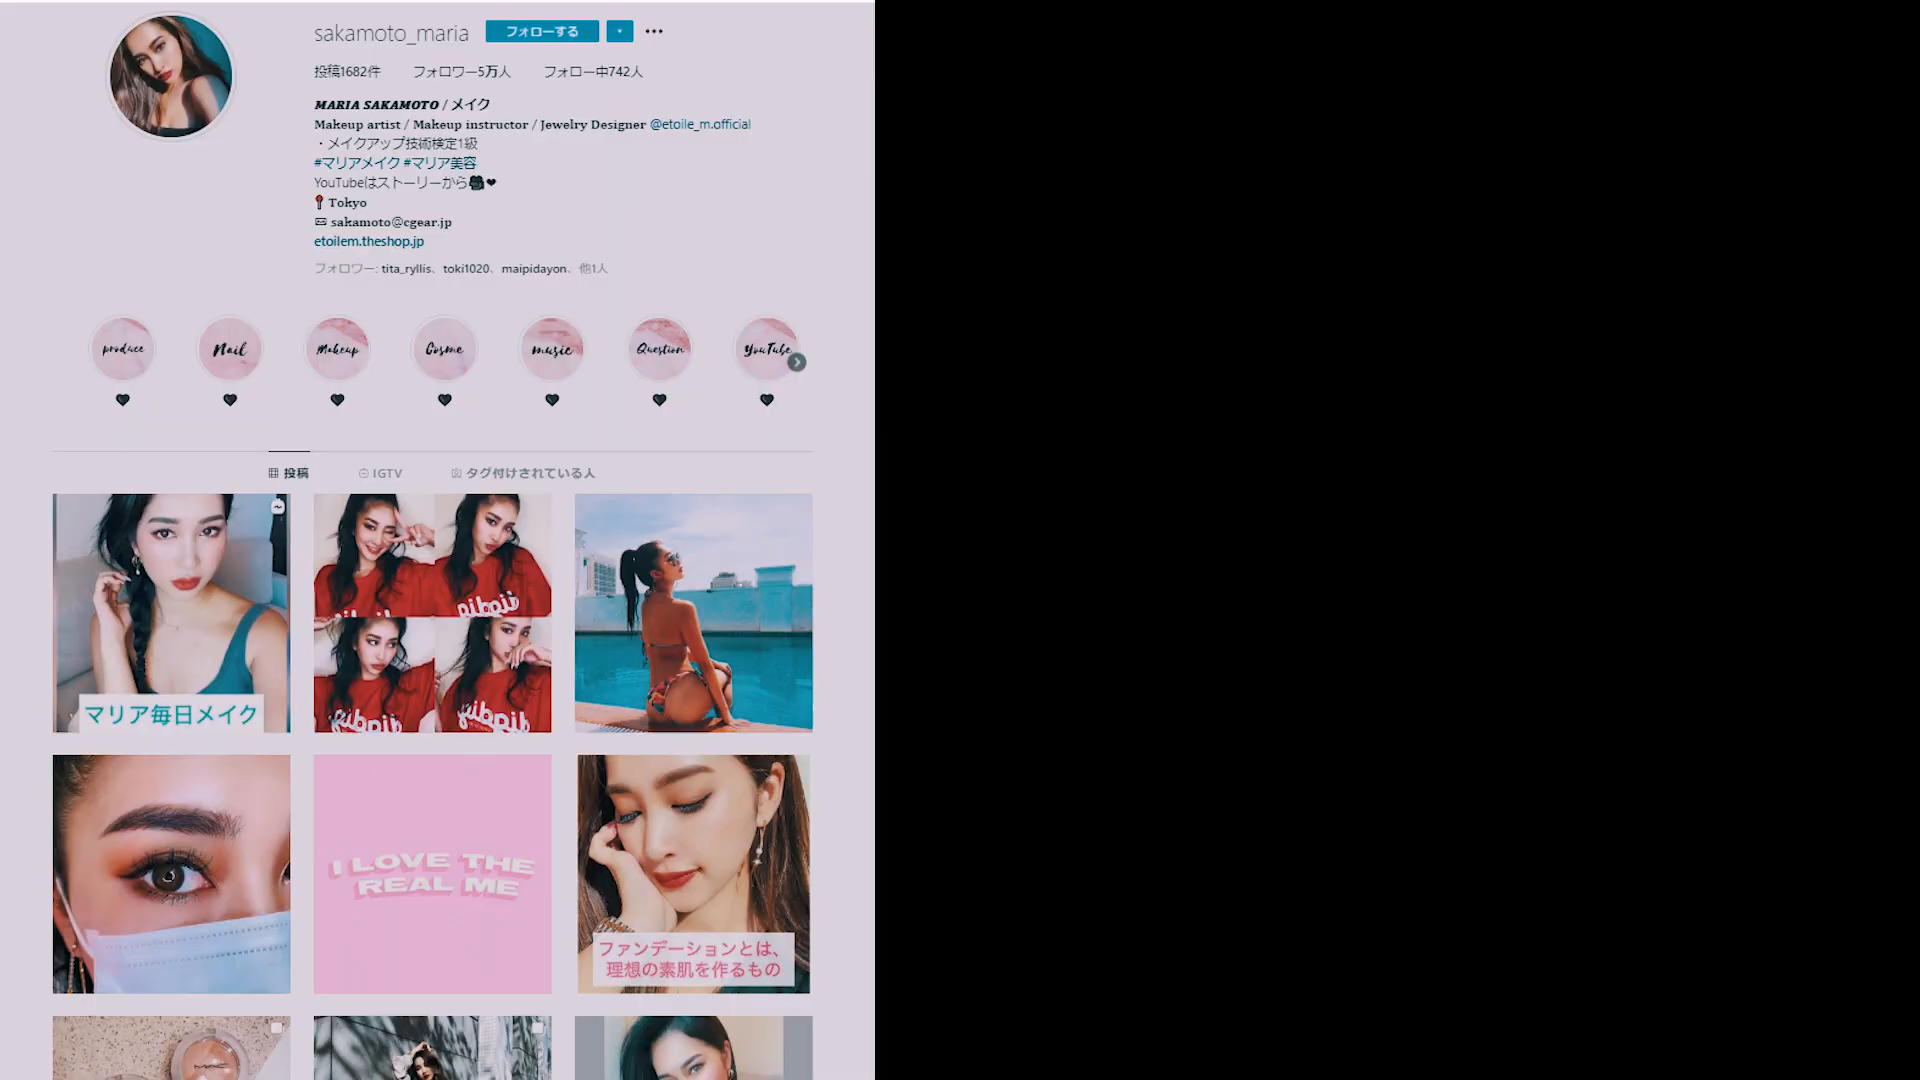 sakamoto_maria フォローする
投稿1682件 フォロワー5万人 フォロー中742人
MARIA SAKAMOTO / メイク
Makeup artist / Makeup instructor / Jewelry Designer @etoile_m.official
・メイクアップ技術検定1級
#マリアメイク #マリア美容
YouTubeはストーリーから
Tokyo
sakamoto@cgear.jp
etoilem.theshop.jp
フォロワー: tita_ryllis、toki1020、maipidayon、他1人
produce Nail Makeup Cosme music Question YouTube
投稿 IGTV タグ付けされている人
マリア毎日メイク
I LOVE THE
REAL ME
ファンデーションとは、
理想の素肌を作るもの
MAC